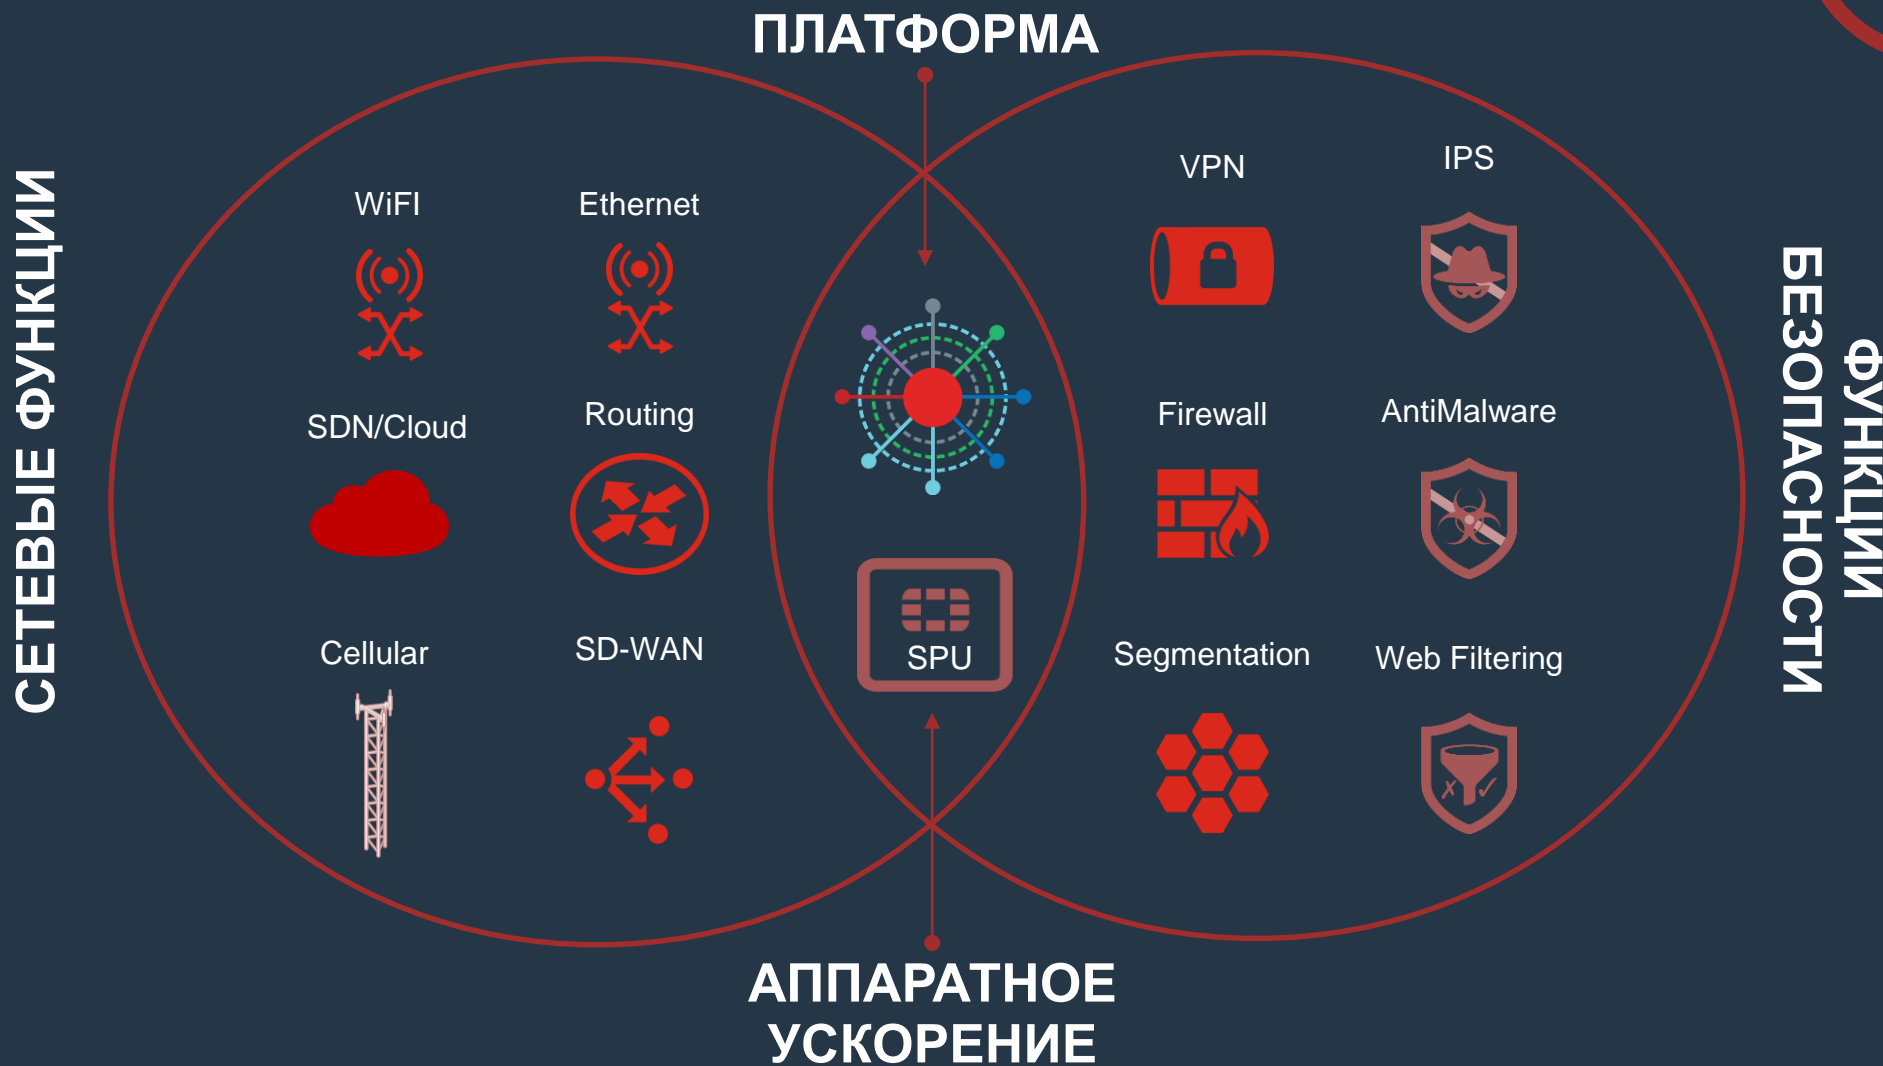 ПЛАТФОРМА
СЕТЕВЫЕ ФУНКЦИИ
WiFI
Ethernet
SDN/Cloud
Routing
Cellular
SD-WAN
SPU
VPN
IPS
Firewall
AntiMalware
Segmentation
Web Filtering
ФУНКЦИИ
БЕЗОПАСНОСТИ
АППАРАТНОЕ
УСКОРЕНИЕ